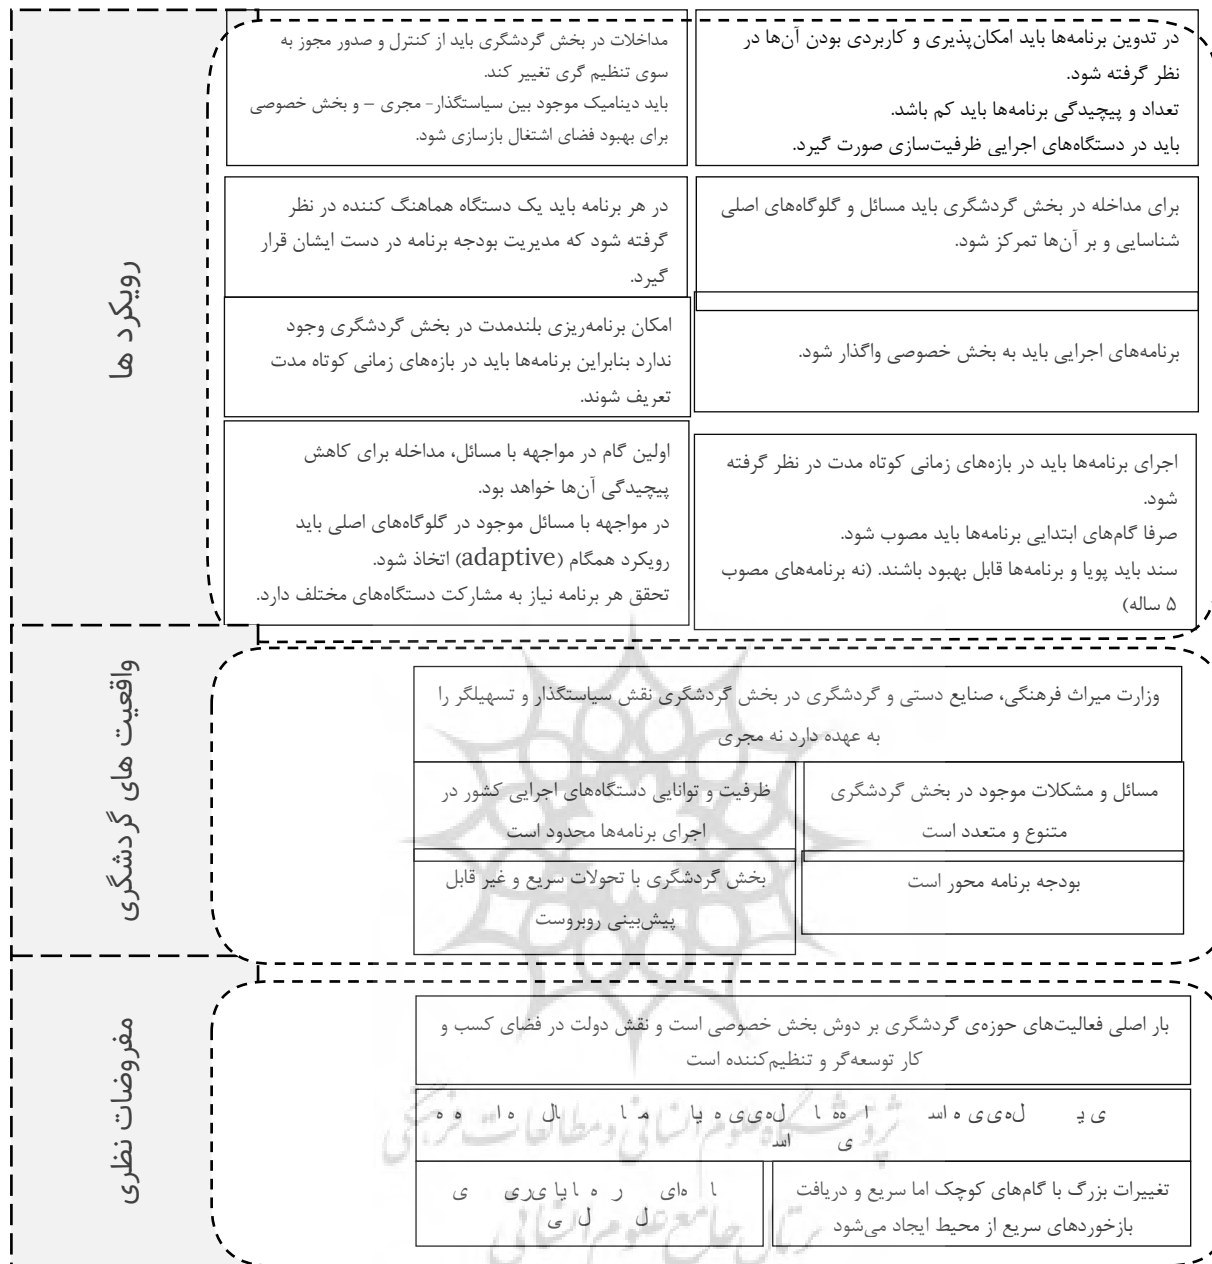 رویکرد ها
در تدوین برنامه‌ها باید امکان‌پذیری و کاربردی بودن آن‌ها در
نظر گرفته شود.
تعداد و پیچیدگی برنامه‌ها باید کم باشد.
باید در دستگاه‌های اجرایی ظرفیت‌سازی صورت گیرد.
مداخلات در بخش گردشگری باید از کنترل و صدور مجوز به
سوی تنظیم گری تغییر کند.
باید دینامیک موجود بین سیاستگذار- مجری – و بخش خصوصی
برای بهبود فضای اشتغال بازسازی شود.
برای مداخله در بخش گردشگری باید مسائل و گلوگاه‌های اصلی
شناسایی و بر آن‌ها تمرکز شود.
در هر برنامه باید یک دستگاه هماهنگ کننده در نظر
گرفته شود که مدیریت بودجه برنامه در دست ایشان قرار
گیرد.
برنامه‌های اجرایی باید به بخش خصوصی واگذار شود.
امکان برنامه‌ریزی بلندمدت در بخش گردشگری وجود
ندارد بنابراین برنامه‌ها باید در بازه‌های زمانی کوتاه مدت
تعریف شوند.
اجرای برنامه‌ها باید در بازه‌های زمانی کوتاه مدت در نظر گرفته
شود.
صرفا گام‌های ابتدایی برنامه‌ها باید مصوب شود.
سند باید پویا و برنامه‌ها قابل بهبود باشند. (نه برنامه‌های مصوب
۵ ساله)
اولین گام در مواجهه با مسائل، مداخله برای کاهش
پیچیدگی آن‌ها خواهد بود.
در مواجهه با مسائل موجود در گلوگاه‌های اصلی باید
رویکرد همگام (adaptive) اتخاذ شود.
تحقق هر برنامه نیاز به مشارکت دستگاه‌های مختلف دارد.
واقعیت های گردشگری
وزارت میراث فرهنگی، صنایع دستی و گردشگری در بخش گردشگری نقش سیاستگذار و تسهیلگر را
به عهده دارد نه مجری
مسائل و مشکلات موجود در بخش گردشگری
متنوع و متعدد است
ظرفیت و توانایی دستگاه‌های اجرایی کشور در
اجرای برنامه‌ها محدود است
بودجه برنامه محور است
بخش گردشگری با تحولات سریع و غیر قابل
پیش‌بینی روبروست
مفروضات نظری
بار اصلی فعالیت‌های حوزه‌ی گردشگری بر دوش بخش خصوصی است و نقش دولت در فضای کسب و
کار توسعه‌گر و تنظیم‌کننده است
تغییرات بزرگ با گام‌های کوچک اما سریع و دریافت
بازخوردهای سریع از محیط ایجاد می‌شود
پژوهشگاه علوم انسانی و مطالعات فرهنگی
پرتال جامع علوم انسانی